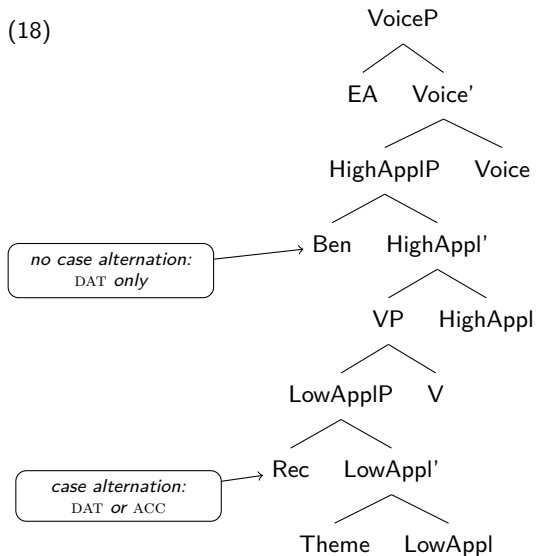 (18)
VoiceP
EA Voice'
HighApplP Voice
no case alternation:
DAT only
Ben HighAppl'
VP HighAppl
LowApplP V
case alternation:
DAT or ACC
Rec LowAppl'
Theme LowAppl